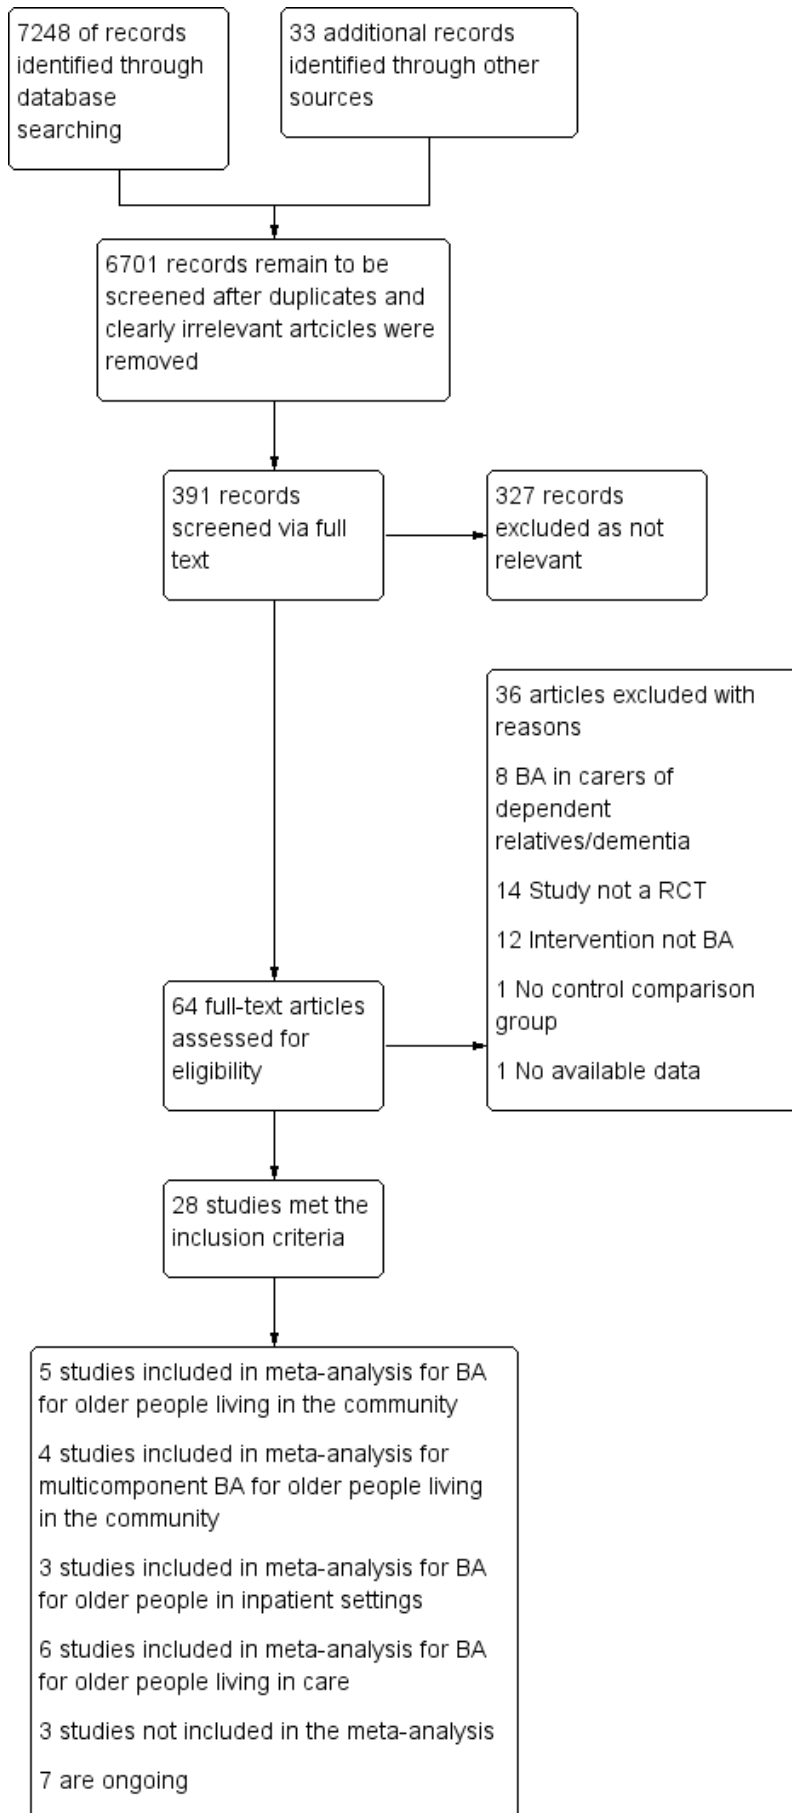 7248 of records
identified through
database
searching
33 additional records
identified through other
sources
6701 records remain to be
screened after duplicates and
clearly irrelevant artcicles were
removed
391 records
screened via full
text
327 records
excluded as not
relevant
36 articles excluded with
reasons
8 BA in carers of
dependent
relatives/dementia
14 Study not a RCT
12 Intervention not BA
1 No control comparison
group
1 No available data
64 full-text articles
assessed for
eligibility
28 studies met the
inclusion criteria
5 studies included in meta-analysis for BA
for older people living in the community
4 studies included in meta-analysis for
multicomponent BA for older people living
in the community
3 studies included in meta-analysis for BA
for older people in inpatient settings
6 studies included in meta-analysis for BA
for older people living in care
3 studies not included in the meta-analysis
7 are ongoing